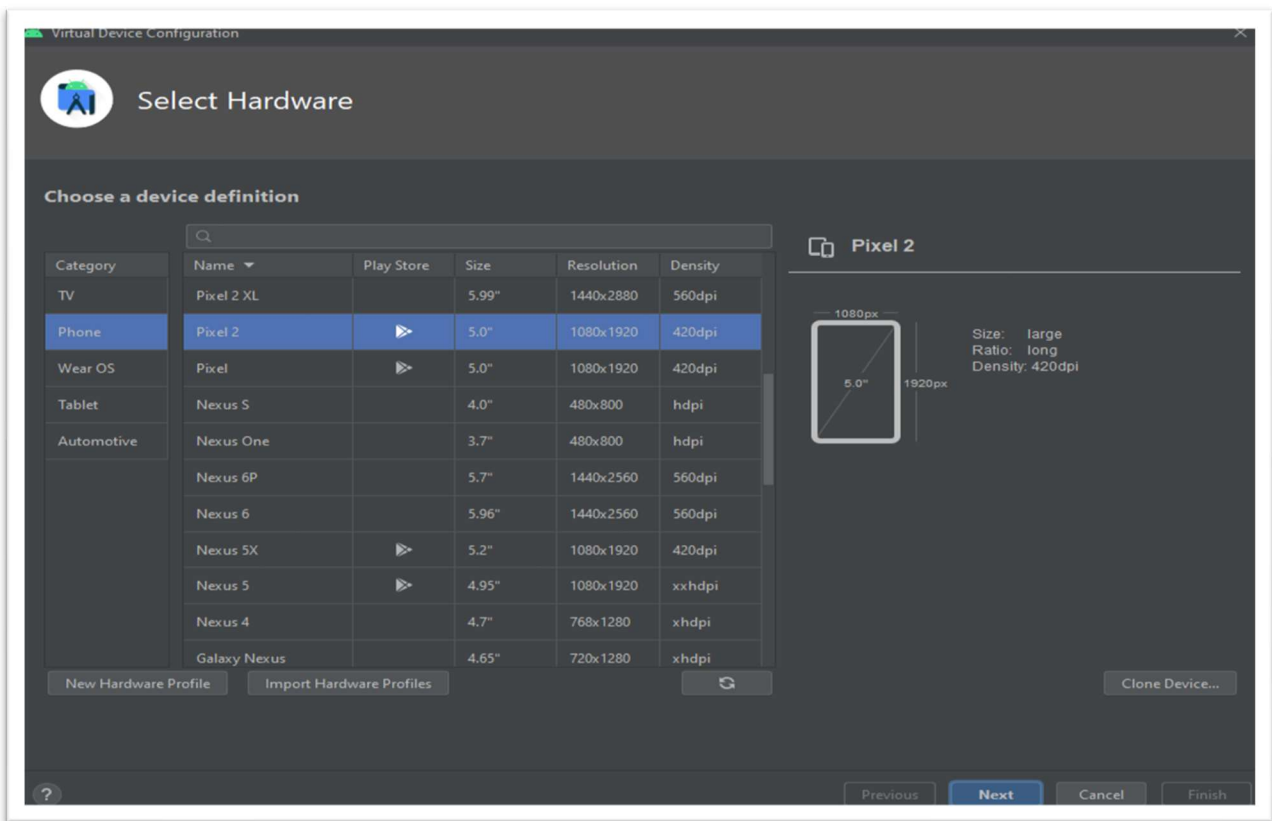 Virtual Device Configuration
Select Hardware
Choose a device definition
Category
TV
Phone
Wear OS
Tablet
Automotive
Name Play Store Size Resolution Density
Pixel 2 XL 5.99" 1440x2880 560dpi
Pixel 2 5.0" 1080x1920 420dpi
Pixel 5.0" 1080x1920 420dpi
Nexus S 4.0" 480x800 hdpi
Nexus One 3.7" 480x800 hdpi
Nexus 6P 5.7" 1440x2560 560dpi
Nexus 6 5.96" 1440x2560 560dpi
Nexus 5X 5.2" 1080x1920 420dpi
Nexus 5 4.95" 1080x1920 xxhdpi
Nexus 4 4.7" 768x1280 xhdpi
Galaxy Nexus 4.65" 720x1280 xhdpi
New Hardware Profile Import Hardware Profiles
Pixel 2
1080px
5.0"
1920px
Size: large
Ratio: long
Density: 420dpi
Clone Device...
? Previous Next Cancel Finish